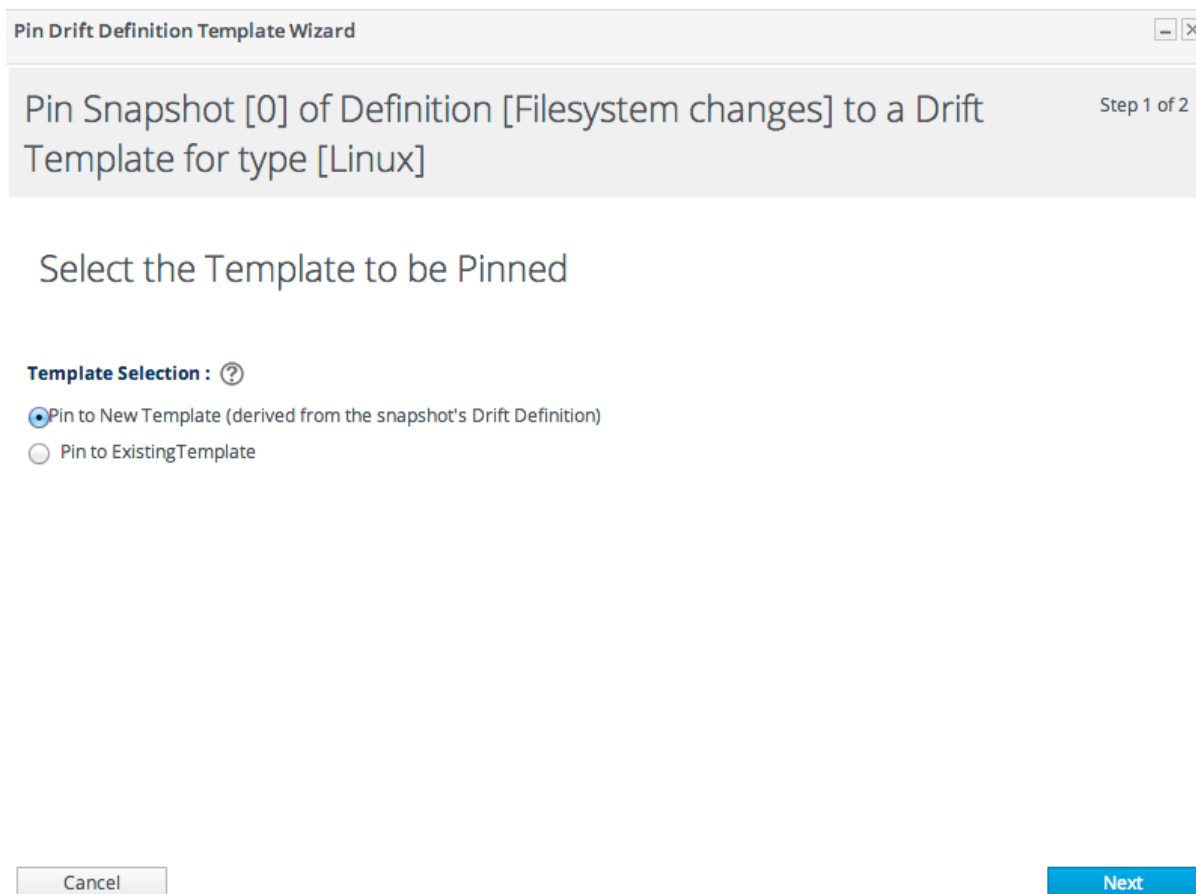 Pin Drift Definition Template Wizard
Pin Snapshot [0] of Definition [Filesystem changes] to a Drift
Template for type [Linux]
Step 1 of 2
Select the Template to be Pinned
Template Selection : ?
Pin to New Template (derived from the snapshot's Drift Definition)
Pin to ExistingTemplate
Cancel
Next